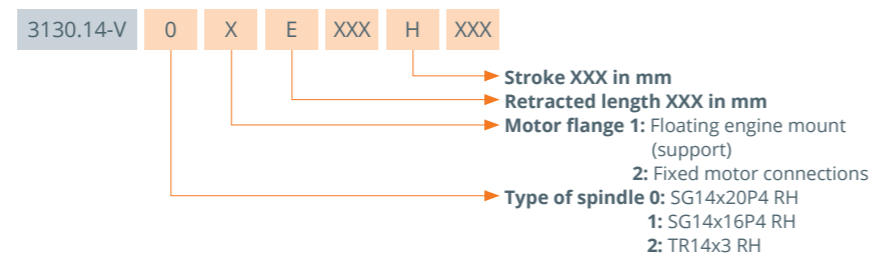 3130.14-V 0 X E XXX H XXX
Stroke XXX in mm
Retracted length XXX in mm
Motor flange 1: Floating engine mount
(support)
2: Fixed motor connections
Type of spindle 0: SG14x20P4 RH
1: SG14x16P4 RH
2: TR14x3 RH